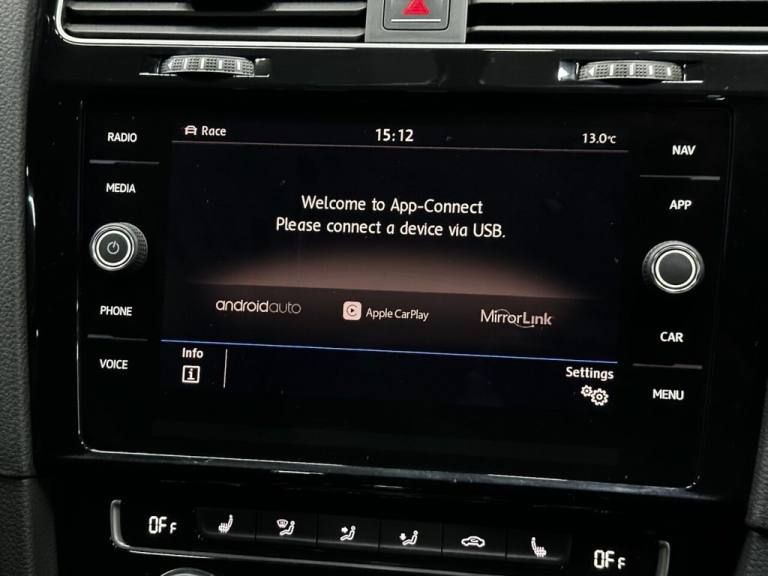 RADIO
MEDIA
PHONE
VOICE
Race
15:12
13.0°C
Welcome to App-Connect
Please connect a device via USB.
androidauto
Apple CarPlay
MirrorLink
Info
i
Settings
NAV
APP
CAR
MENU
OFF
OFF